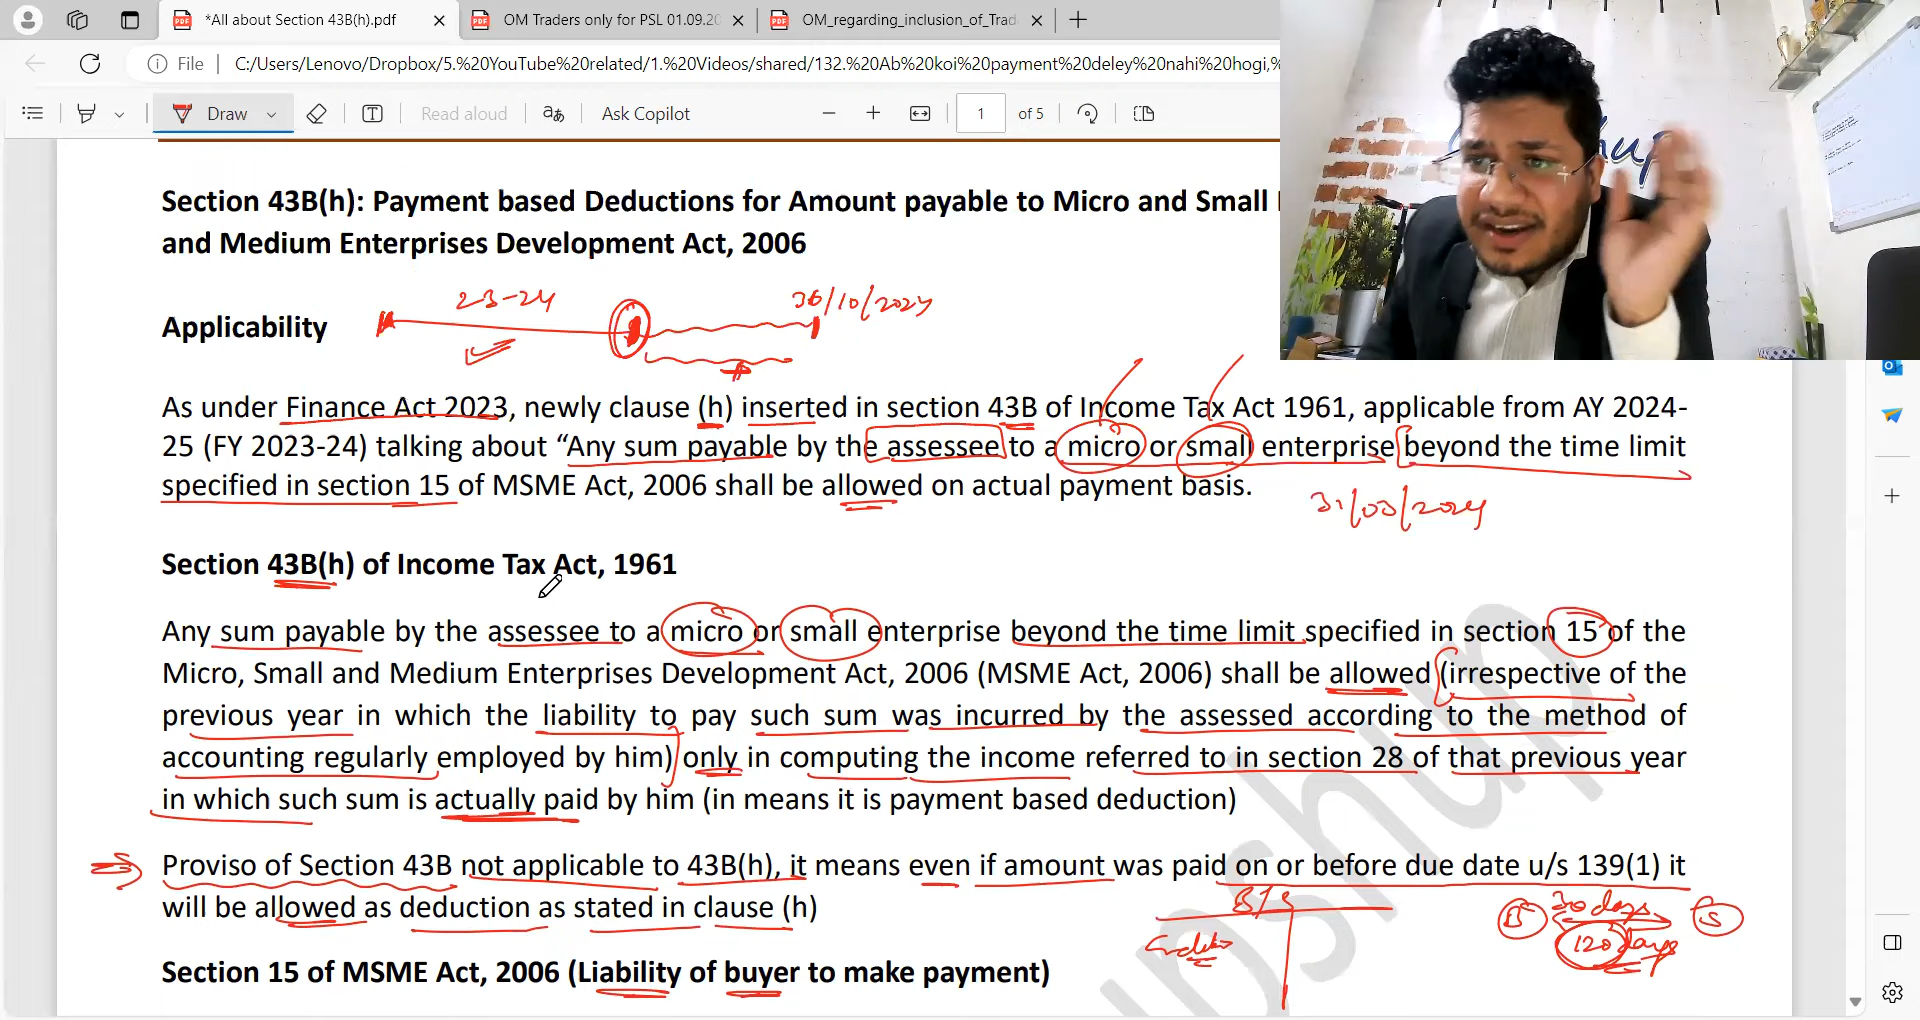 *All about Section 43B(h).pdf
OM Traders only for PSL 01.09.20
OM_regarding_inclusion_of_Trad
File
C:/Users/Lenovo/Dropbox/5.%20YouTube%20related/1.%20Videos/shared/132.%20Ab%20koi%20payment%20deley%20nahi%20hogi,%
Draw
Read aloud
Ask Copilot
1
of 5
Section 43B(h): Payment based Deductions for Amount payable to Micro and Small
and Medium Enterprises Development Act, 2006
23-24
30/10/2024
Applicability
As under Finance Act 2023, newly clause (h) inserted in section 43B of Income Tax Act 1961, applicable from AY 2024-
25 (FY 2023-24) talking about “Any sum payable by the assessee to a micro or small enterprise beyond the time limit
specified in section 15 of MSME Act, 2006 shall be allowed on actual payment basis.
31/03/2024
Section 43B(h) of Income Tax Act, 1961
Any sum payable by the assessee to a micro or small enterprise beyond the time limit specified in section 15 of the
Micro, Small and Medium Enterprises Development Act, 2006 (MSME Act, 2006) shall be allowed (irrespective of the
previous year in which the liability to pay such sum was incurred by the assessed according to the method of
accounting regularly employed by him) only in computing the income referred to in section 28 of that previous year
in which such sum is actually paid by him (in means it is payment based deduction)
Proviso of Section 43B not applicable to 43B(h), it means even if amount was paid on or before due date u/s 139(1) it
will be allowed as deduction as stated in clause (h)
B/S
B 30 days S
120 days
Section 15 of MSME Act, 2006 (Liability of buyer to make payment)